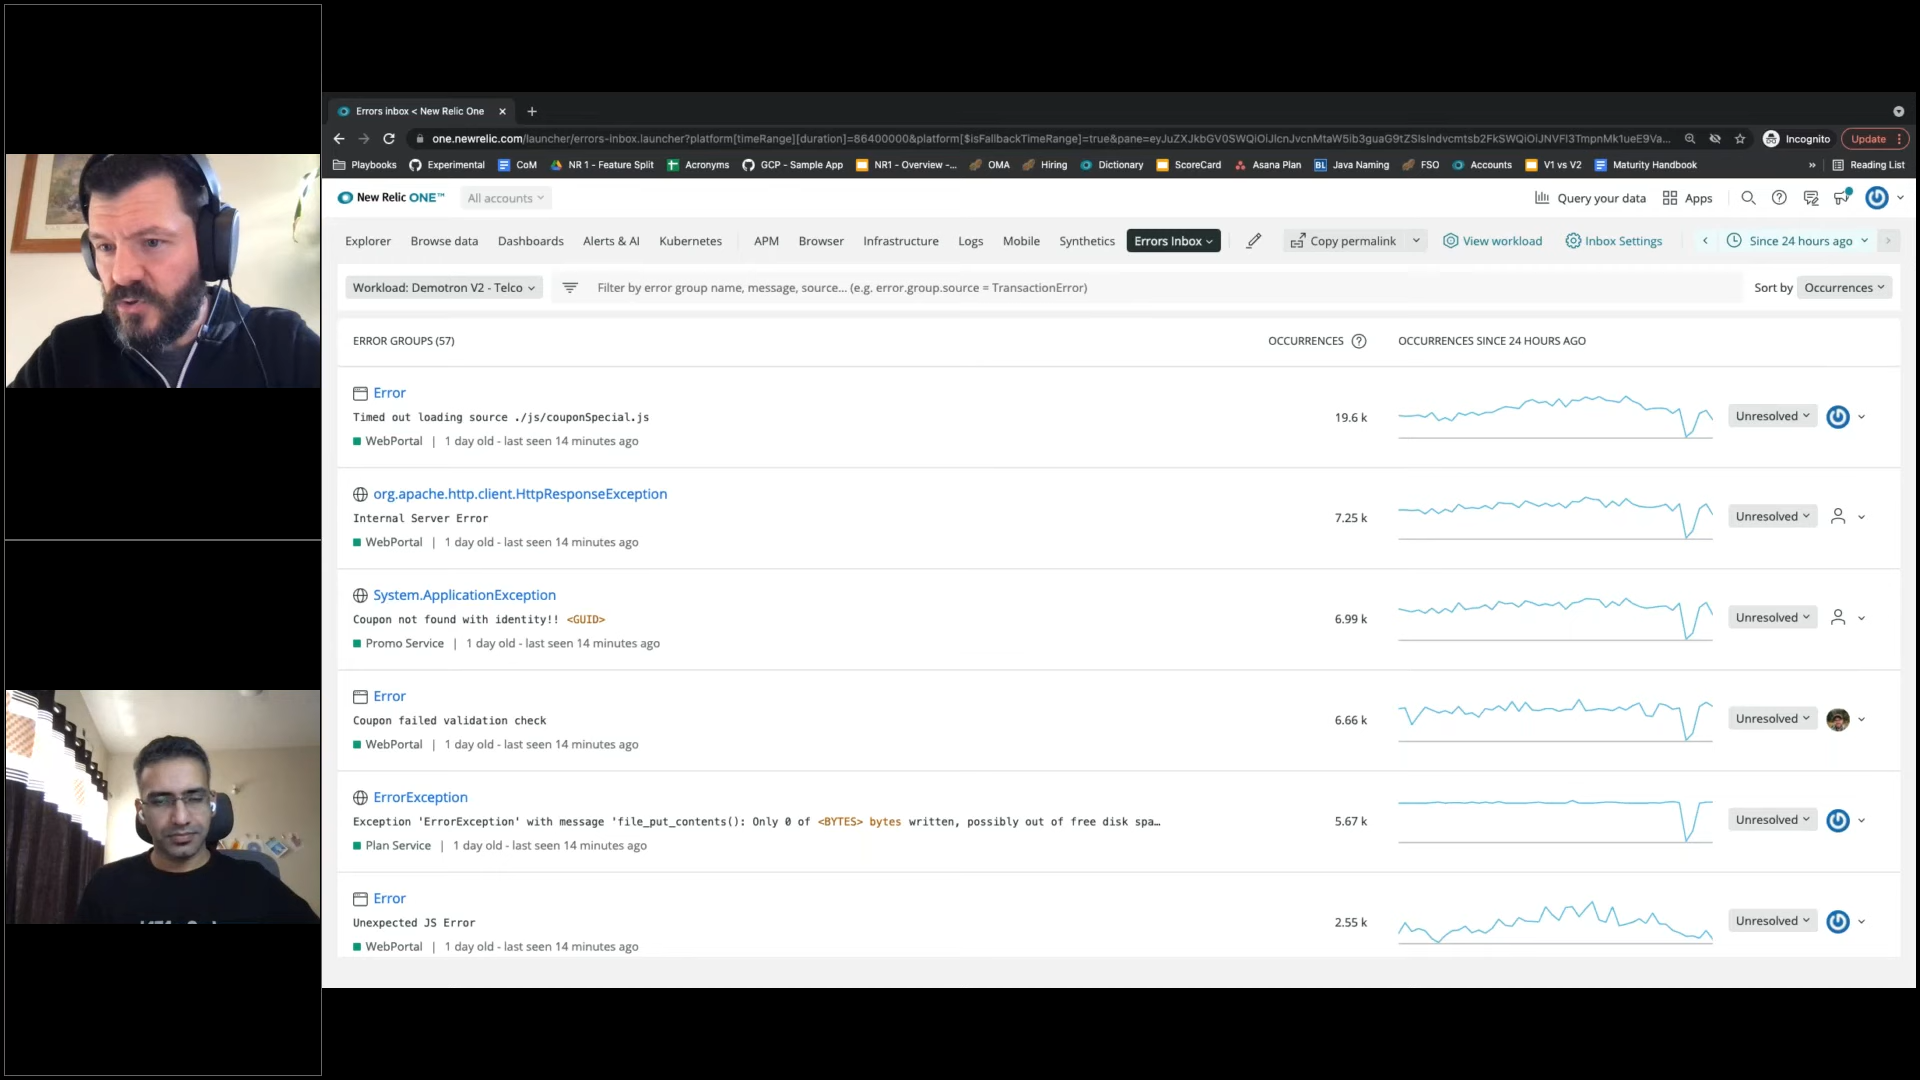 Errors inbox < New Relic One
one.newrelic.com/launcher/errors-inbox.launcher?platform[timeRange][duration]=86400000&platform[$isFallbackTimeRange]=true&pane=
Incognito
Update
Playbooks
Experimental
CoM
NR 1 - Feature Split
Acronyms
GCP - Sample App
NR1 - Overview -...
OMA
Hiring
Dictionary
ScoreCard
Asana Plan
BL Java Naming
FSO
Accounts
V1 vs V2
Maturity Handbook
»
Reading List
New Relic ONE™
All accounts
Query your data
Apps
Explorer
Browse data
Dashboards
Alerts & AI
Kubernetes
APM
Browser
Infrastructure
Logs
Mobile
Synthetics
Errors Inbox
Copy permalink
View workload
Inbox Settings
Since 24 hours ago
Workload: Demotron V2 - Telco
Filter by error group name, message, source... (e.g. error.group.source = TransactionError)
Sort by
Occurrences
ERROR GROUPS (57)
OCCURRENCES
OCCURRENCES SINCE 24 HOURS AGO
Error
Timed out loading source ./js/couponSpecial.js
WebPortal | 1 day old - last seen 14 minutes ago
19.6 k
Unresolved
org.apache.http.client.HttpResponseException
Internal Server Error
WebPortal | 1 day old - last seen 14 minutes ago
7.25 k
Unresolved
System.ApplicationException
Coupon not found with identity!! <GUID>
Promo Service | 1 day old - last seen 14 minutes ago
6.99 k
Unresolved
Error
Coupon failed validation check
WebPortal | 1 day old - last seen 14 minutes ago
6.66 k
Unresolved
ErrorException
Exception 'ErrorException' with message 'file_put_contents(): Only 0 of <BYTES> bytes written, possibly out of free disk spa…
Plan Service | 1 day old - last seen 14 minutes ago
5.67 k
Unresolved
Error
Unexpected JS Error
WebPortal | 1 day old - last seen 14 minutes ago
2.55 k
Unresolved